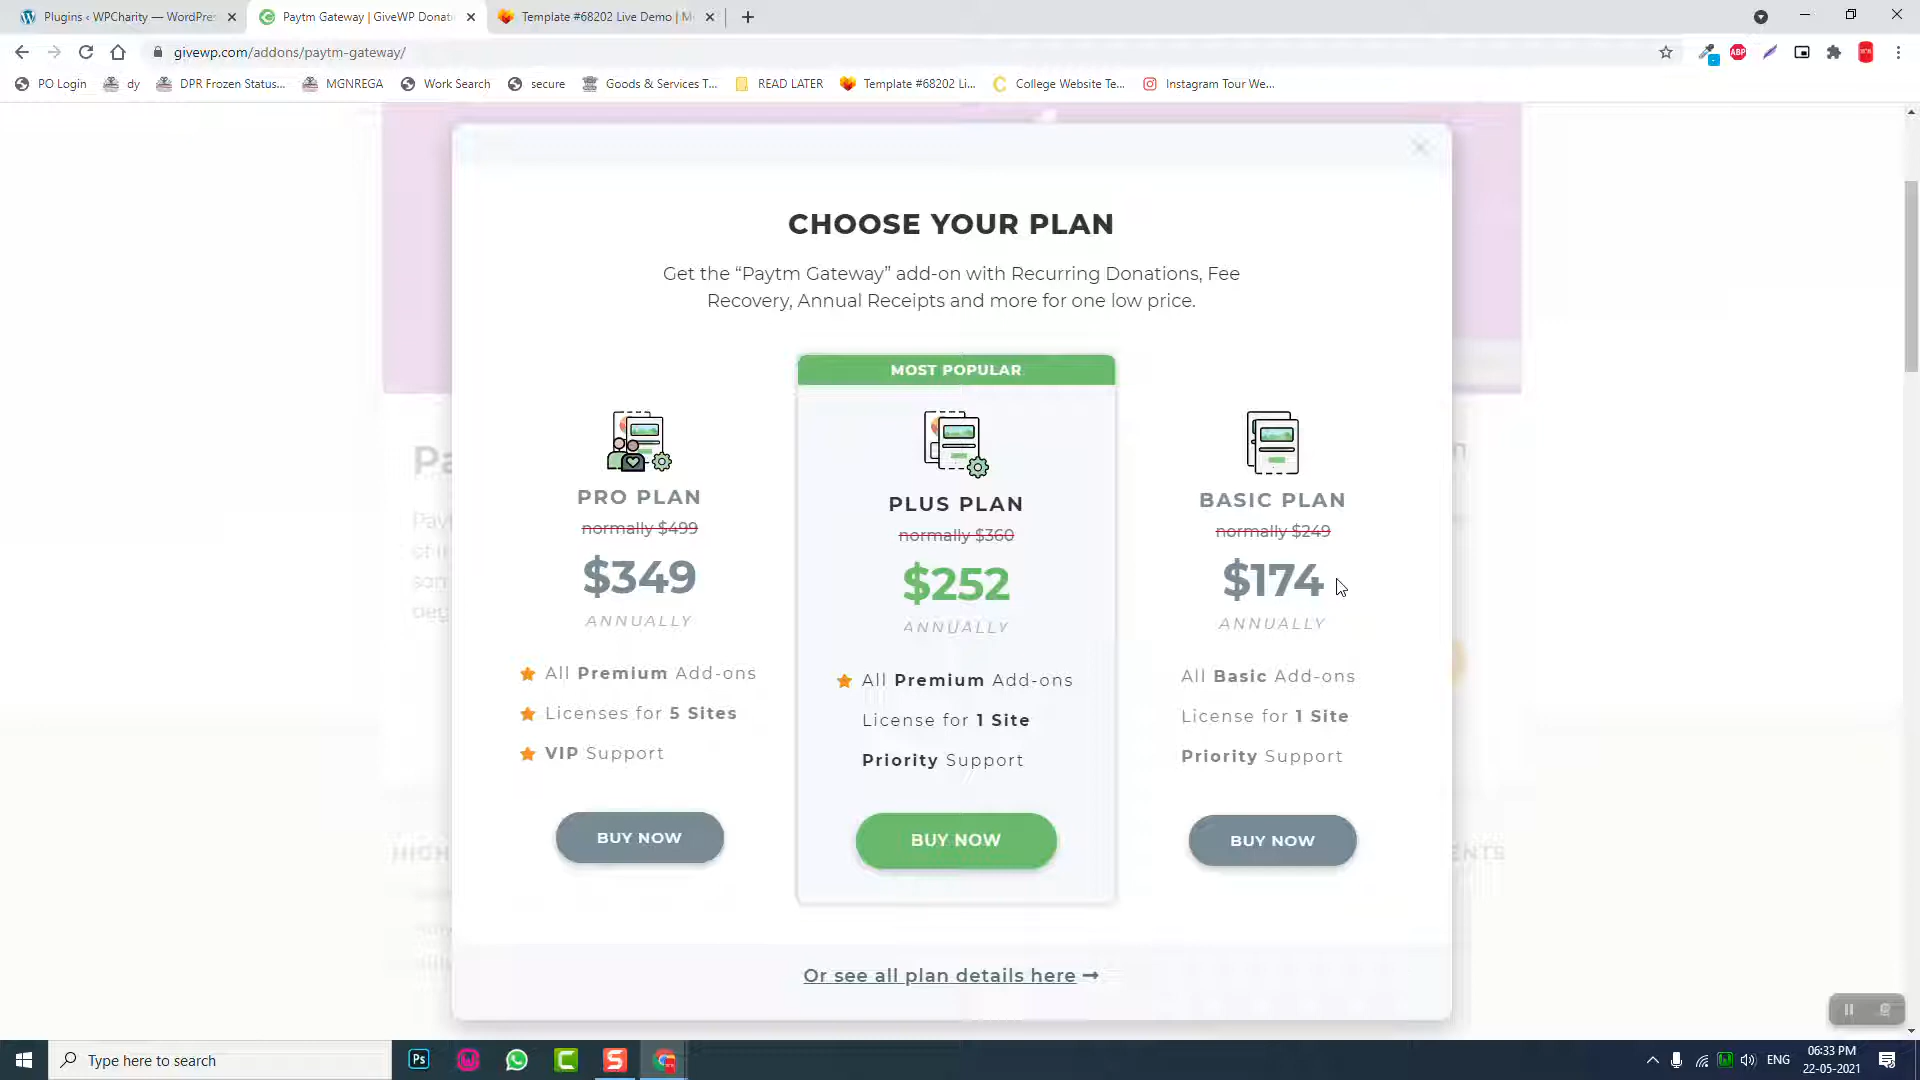 Plugins ‹ WPCharity — WordPre
Paytm Gateway | GiveWP Donati
Template #68202 Live Demo | M
givewp.com/addons/paytm-gateway/
ABP
PO Login
dy
DPR Frozen Status...
MGNREGA
Work Search
secure
Goods & Services T...
READ LATER
Template #68202 Li...
College Website Te...
Instagram Tour We...
CHOOSE YOUR PLAN
Get the “Paytm Gateway” add-on with Recurring Donations, Fee
Recovery, Annual Receipts and more for one low price.
MOST POPULAR
PRO PLAN
normally $499
$349
ANNUALLY
All Premium Add-ons
Licenses for 5 Sites
VIP Support
BUY NOW
PLUS PLAN
normally $360
$252
ANNUALLY
All Premium Add-ons
License for 1 Site
Priority Support
BUY NOW
BASIC PLAN
normally $249
$174
ANNUALLY
All Basic Add-ons
License for 1 Site
Priority Support
BUY NOW
Or see all plan details here →
Type here to search
Ps
ENG
06:33 PM
22-05-2021